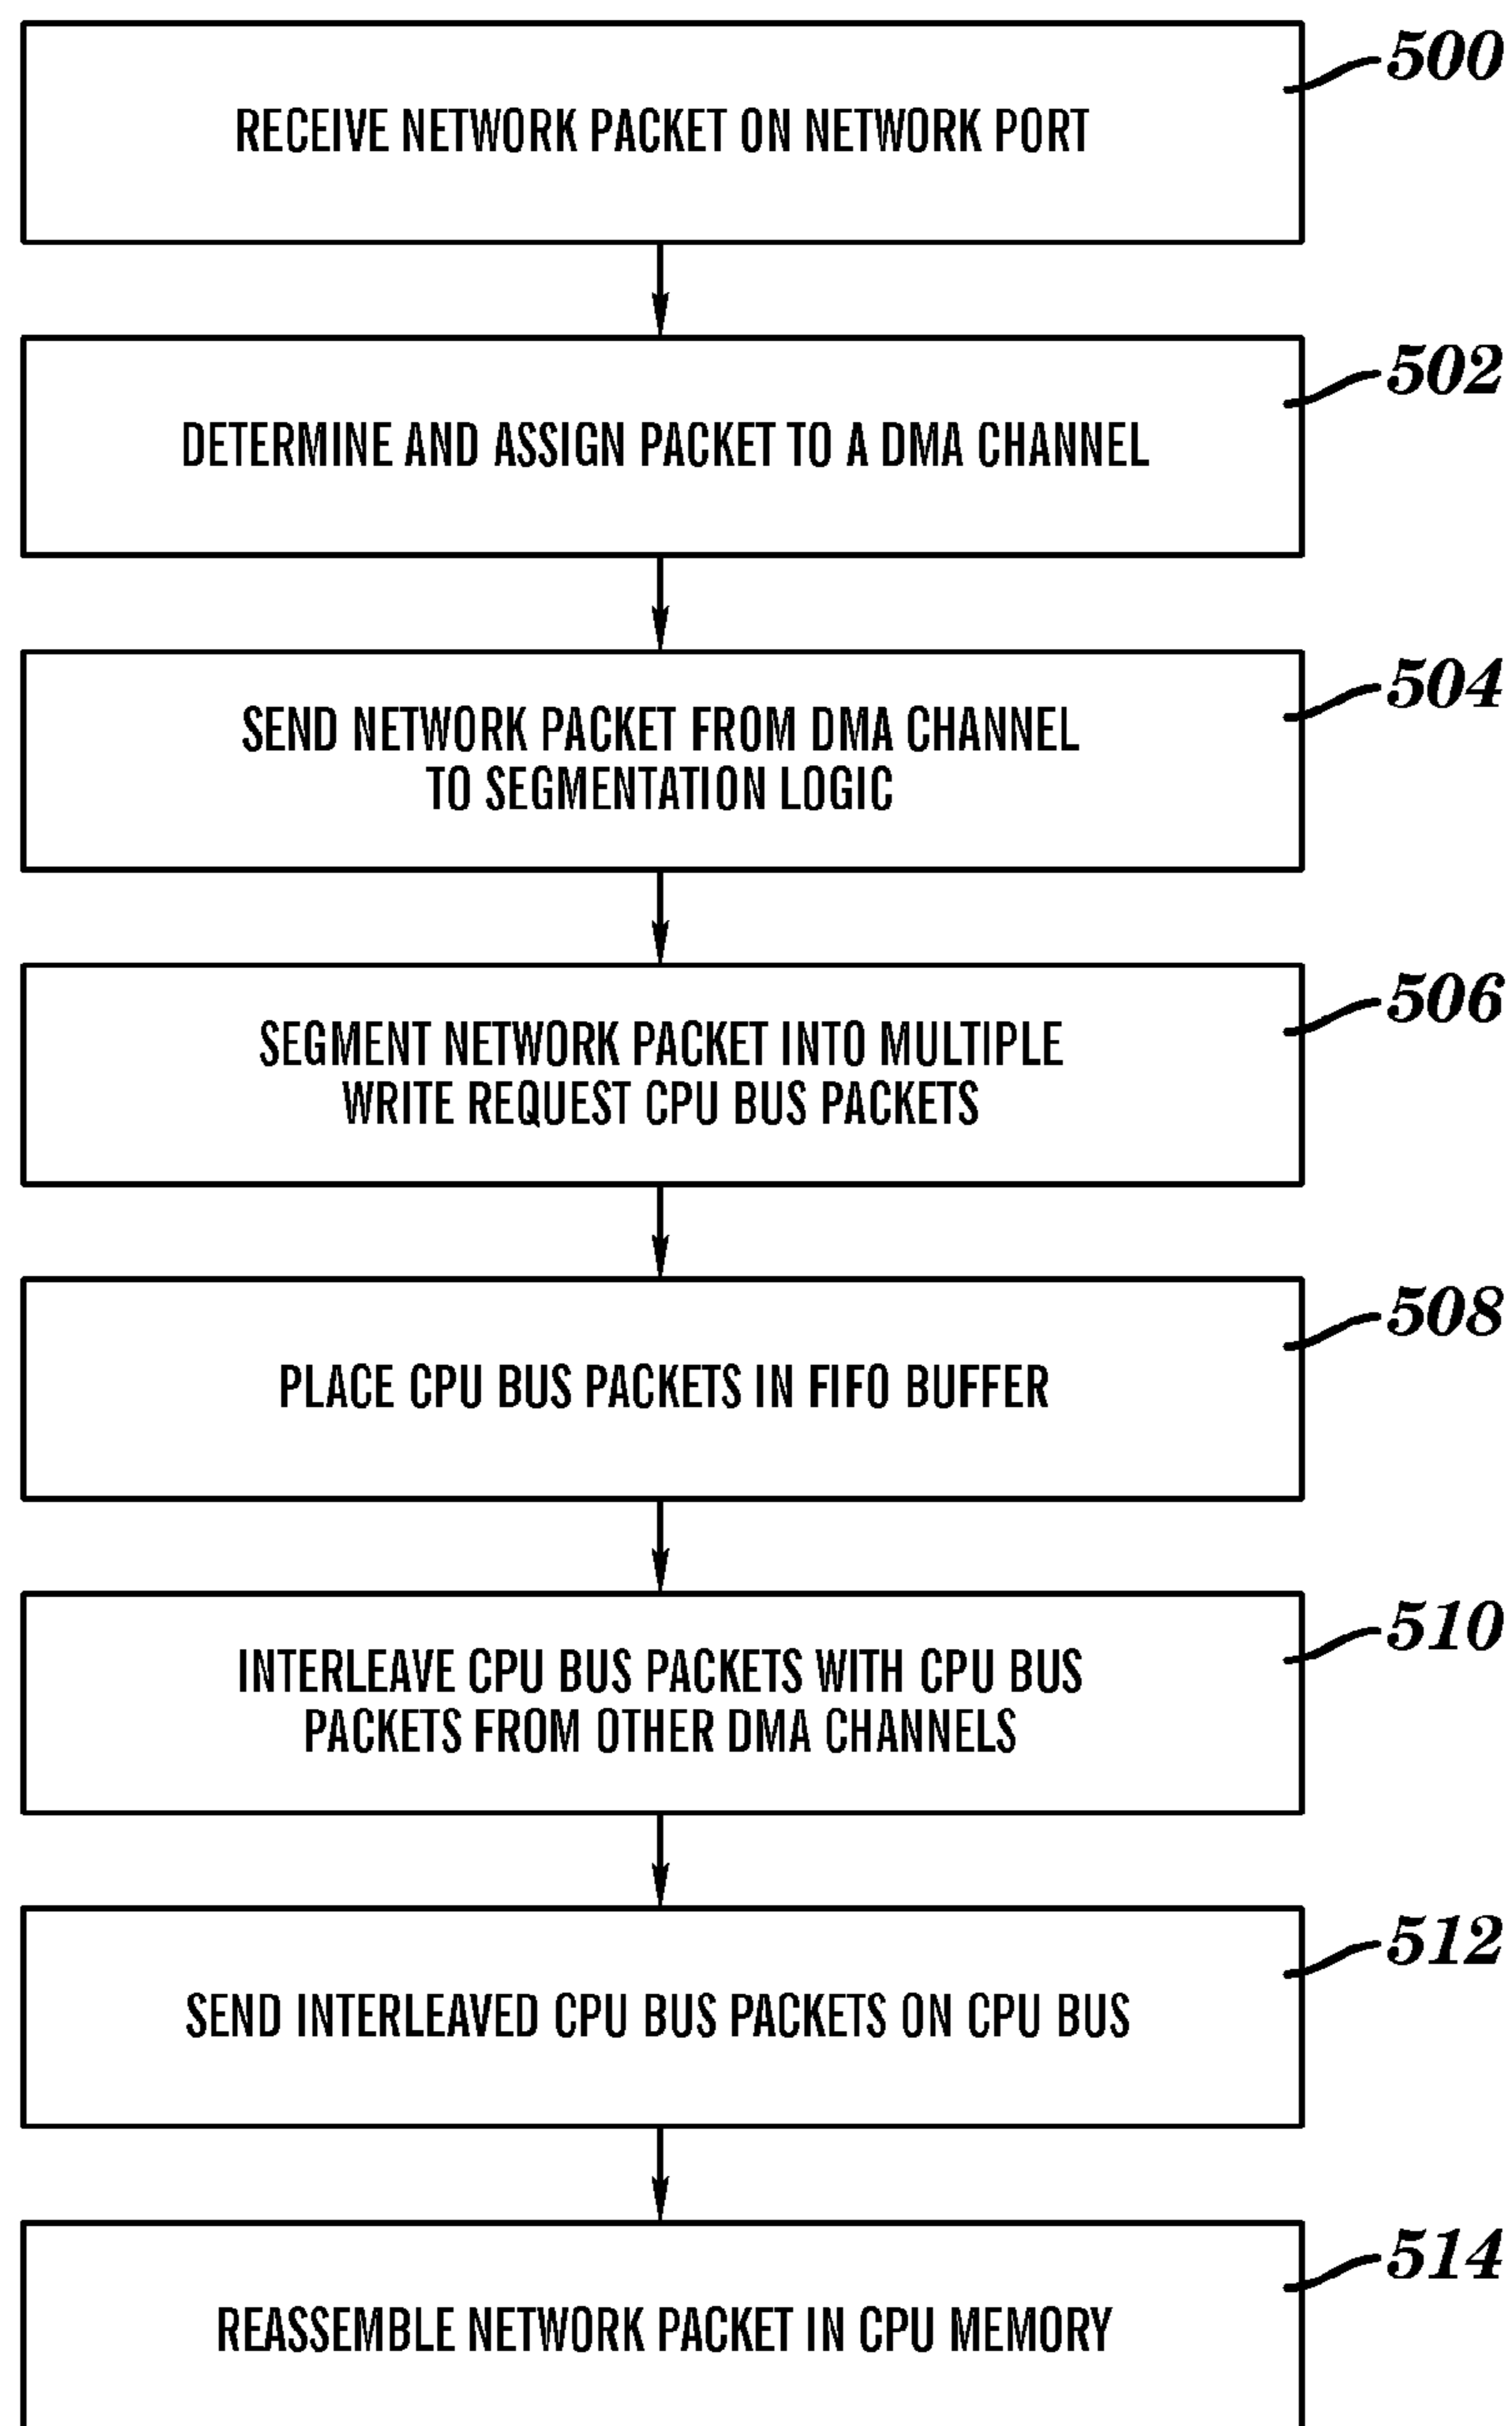 500
RECEIVE NETWORK PACKET ON NETWORK PORT
502
DETERMINE AND ASSIGN PACKET TO A DMA CHANNEL
504
SEND NETWORK PACKET FROM DMA CHANNEL
TO SEGMENTATION LOGIC
506
SEGMENT NETWORK PACKET INTO MULTIPLE
WRITE REQUEST CPU BUS PACKETS
508
PLACE CPU BUS PACKETS IN FIFO BUFFER
510
INTERLEAVE CPU BUS PACKETS WITH CPU BUS
PACKETS FROM OTHER DMA CHANNELS
512
SEND INTERLEAVED CPU BUS PACKETS ON CPU BUS
514
REASSEMBLE NETWORK PACKET IN CPU MEMORY